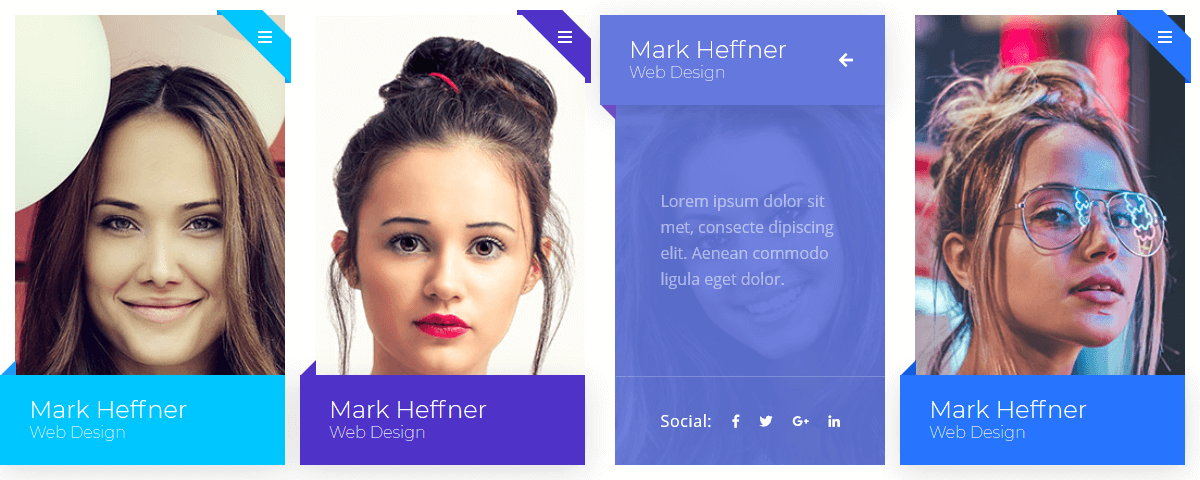 Mark Heffner
Web Design
Mark Heffner
Web Design
Mark Heffner
Web Design
Lorem ipsum dolor sit
met, consecte dipiscing
elit. Aenean commodo
ligula eget dolor.
Social:
Mark Heffner
Web Design